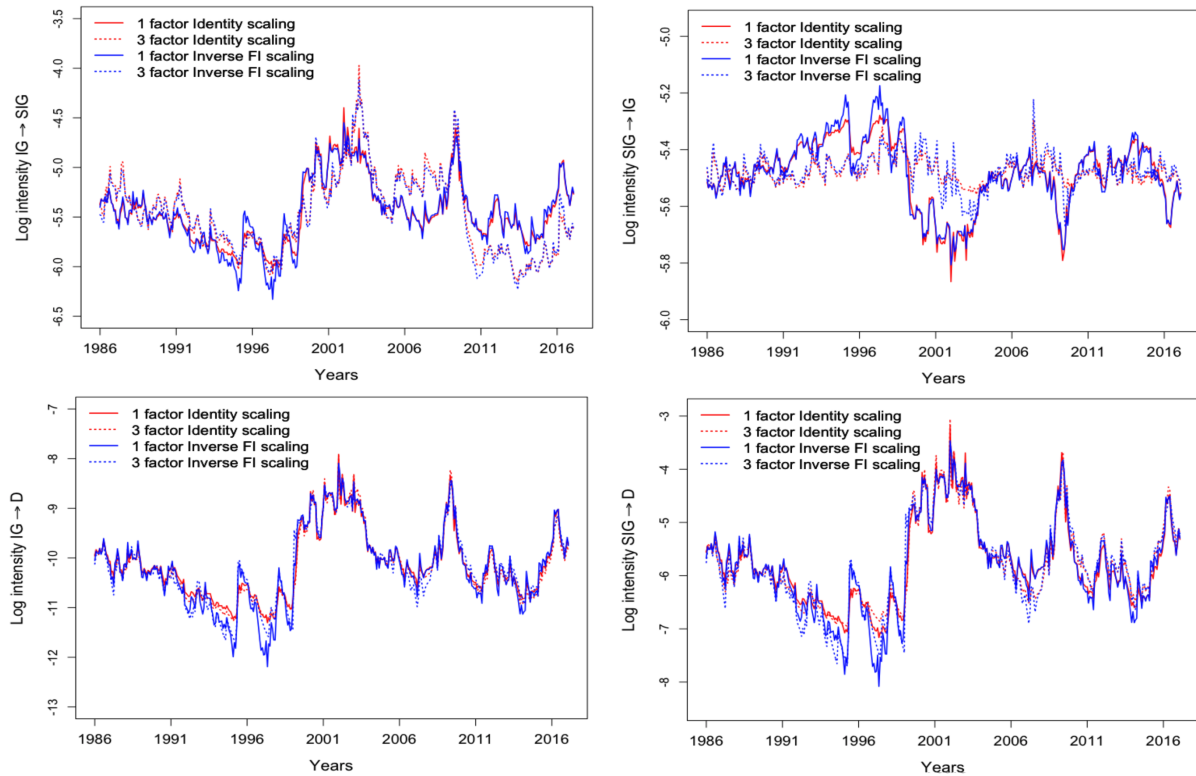 1 factor Identity scaling
3 factor Identity scaling
1 factor Inverse FI scaling
3 factor Inverse FI scaling
Log intensity IG → SIG
-4.0
-4.5
-5.0
-5.5
-6.0
-6.5
1986
1991
1996
2001
2006
2011
2016
Years
1 factor Identity scaling
3 factor Identity scaling
1 factor Inverse FI scaling
3 factor Inverse FI scaling
Log intensity SIG → IG
-5.0
-5.2
-5.4
-5.6
-5.8
-6.0
1986
1991
1996
2001
2006
2011
2016
Years
1 factor Identity scaling
3 factor Identity scaling
1 factor Inverse FI scaling
3 factor Inverse FI scaling
Log intensity IG → D
-7
-8
-9
-10
-11
-12
-13
1986
1991
1996
2001
2006
2011
2016
Years
1 factor Identity scaling
3 factor Identity scaling
1 factor Inverse FI scaling
3 factor Inverse FI scaling
Log intensity SIG → D
-3
-4
-5
-6
-7
-8
1986
1991
1996
2001
2006
2011
2016
Years